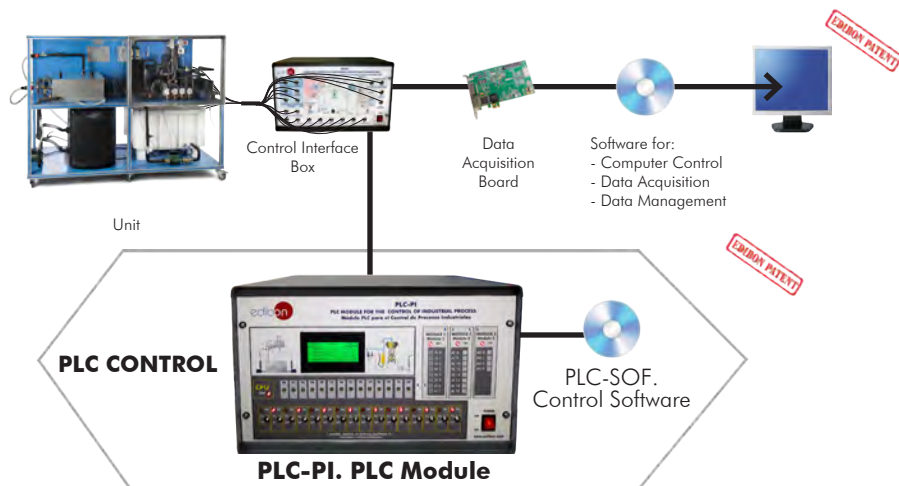 EDIBON PATENT
Control Interface
Box
Data
Acquisition
Board
Software for:
- Computer Control
- Data Acquisition
- Data Management
Unit
EDIBON PATENT
PLC CONTROL
edibon
PLC-PI
PLC MODULE FOR THE CONTROL OF INDUSTRIAL PROCESS
Módulo PLC para el Control de Procesos Industriales
CPU
PLC-SOF.
Control Software
PLC-PI. PLC Module